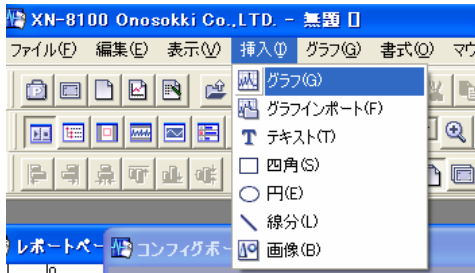 XN-8100 Onosokki Co.,LTD. - 無題
ファイル(F) 編集(E) 表示(V) 挿入(I) グラフ(G) 書式(O) マウ
グラフ(G)
グラフインポート(F)
T テキスト(T)
四角(S)
円(E)
線分(L)
画像(B)
レポートペー コンフィグボー